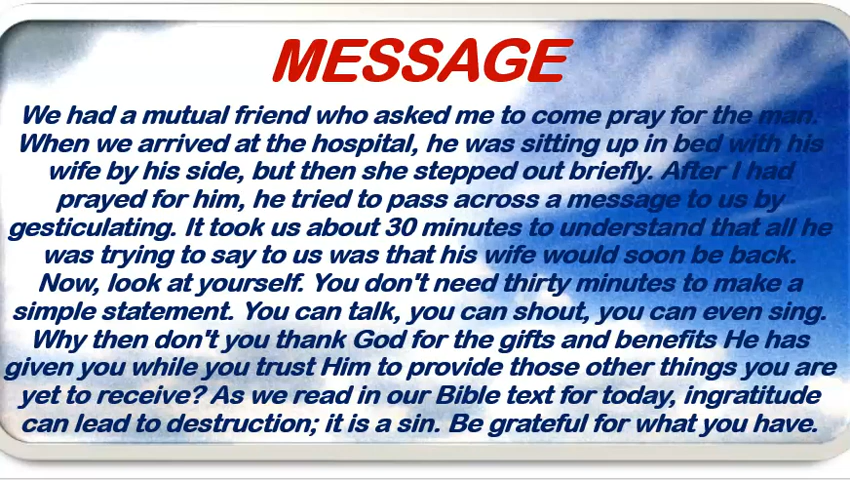 MESSAGE
We had a mutual friend who asked me to come pray for the man.
When we arrived at the hospital, he was sitting up in bed with his
wife by his side, but then she stepped out briefly. After I had
prayed for him, he tried to pass across a message to us by
gesticulating. It took us about 30 minutes to understand that all he
was trying to say to us was that his wife would soon be back.
Now, look at yourself. You don't need thirty minutes to make a
simple statement. You can talk, you can shout, you can even sing.
Why then don't you thank God for the gifts and benefits He has
given you while you trust Him to provide those other things you are
yet to receive? As we read in our Bible text for today, ingratitude
can lead to destruction; it is a sin. Be grateful for what you have.